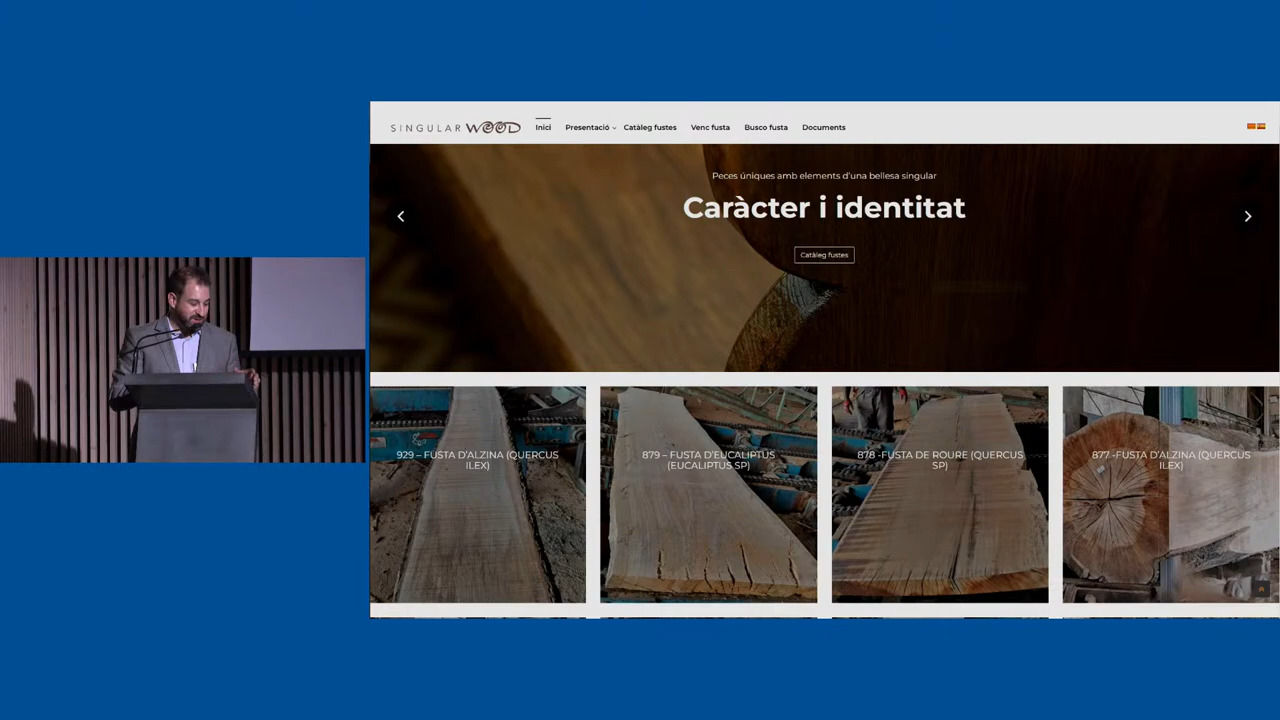 SINGULAR WOOD
Inici
Presentació
Catàleg fustes
Venc fusta
Busco fusta
Documents
Peces úniques amb elements d'una bellesa singular
Caràcter i identitat
Catàleg fustes
929 – FUSTA D'ALZINA (QUERCUS
ILEX)
879 – FUSTA D'EUCALIPTUS
(EUCALIPTUS SP)
878 -FUSTA DE ROURE (QUERCUS
SP)
877 -FUSTA D'ALZINA (QUERCUS
ILEX)